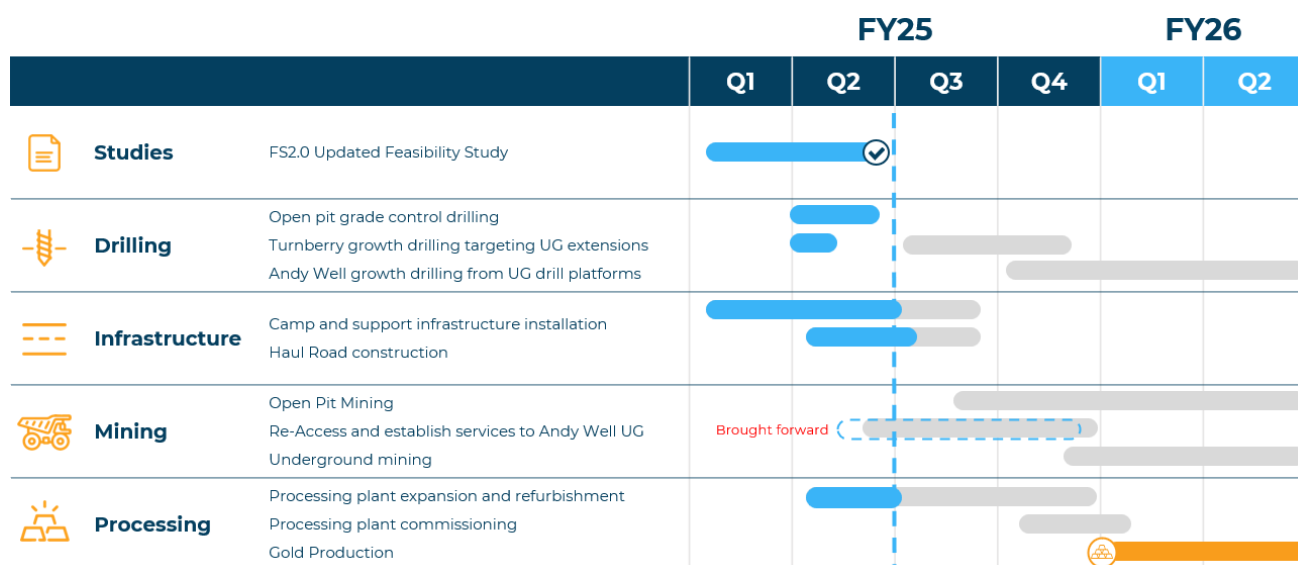 FY25 FY26
Q1 Q2 Q3 Q4 Q1 Q2
Studies
FS2.0 Updated Feasibility Study
Drilling
Open pit grade control drilling
Turnberry growth drilling targeting UG extensions
Andy Well growth drilling from UG drill platforms
Infrastructure
Camp and support infrastructure installation
Haul Road construction
Mining
Open Pit Mining
Re-Access and establish services to Andy Well UG
Brought forward
Underground mining
Processing
Processing plant expansion and refurbishment
Processing plant commissioning
Gold Production